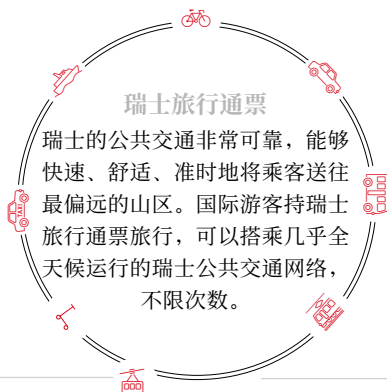 瑞士旅行通票
瑞士的公共交通非常可靠，能够
快速、舒适、准时地将乘客送往
最偏远的山区。国际游客持瑞士
旅行通票旅行，可以搭乘几乎全
天候运行的瑞士公共交通网络，
不限次数。
TAXI